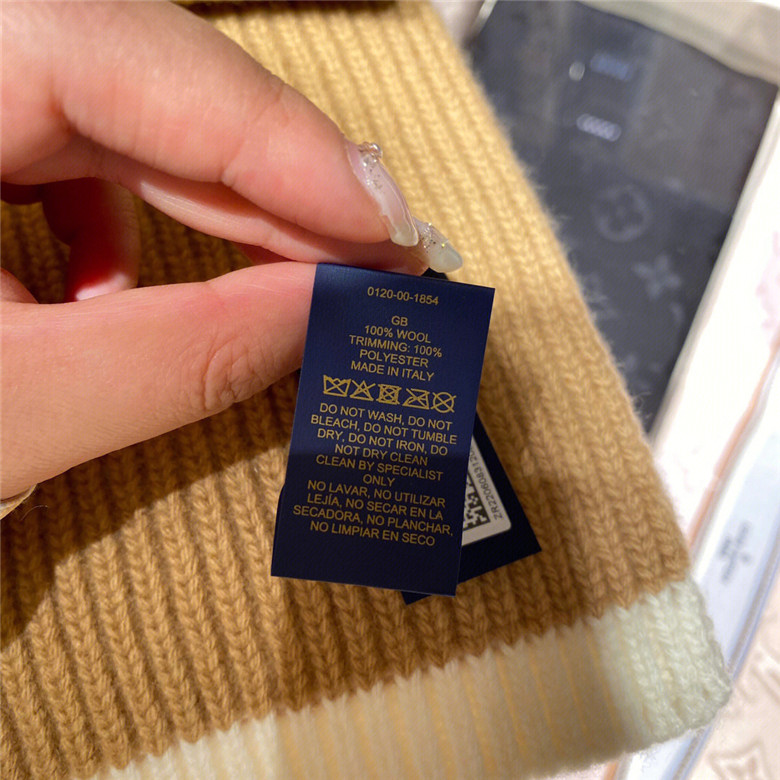 0120-00-1854
GB
100% WOOL
TRIMMING: 100%
POLYESTER
MADE IN ITALY
DO NOT WASH, DO NOT
BLEACH, DO NOT TUMBLE
DRY, DO NOT IRON, DO
NOT DRY CLEAN
CLEAN BY SPECIALIST
ONLY
NO LAVAR, NO UTILIZAR
LEJÍA, NO SECAR EN LA
SECADORA, NO PLANCHAR,
NO LIMPIAR EN SECO